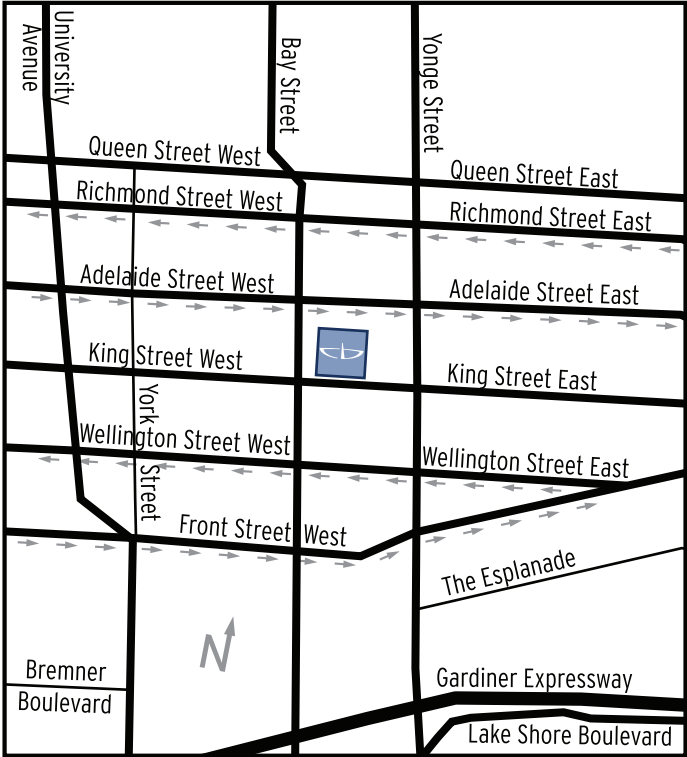 University
Avenue
Bay Street
Yonge Street
Queen Street West
Queen Street East
Richmond Street West
Richmond Street East
Adelaide Street West
Adelaide Street East
King Street West
King Street East
York Street
Wellington Street West
Wellington Street East
Front Street West
The Esplanade
N
Bremner
Boulevard
Gardiner Expressway
Lake Shore Boulevard